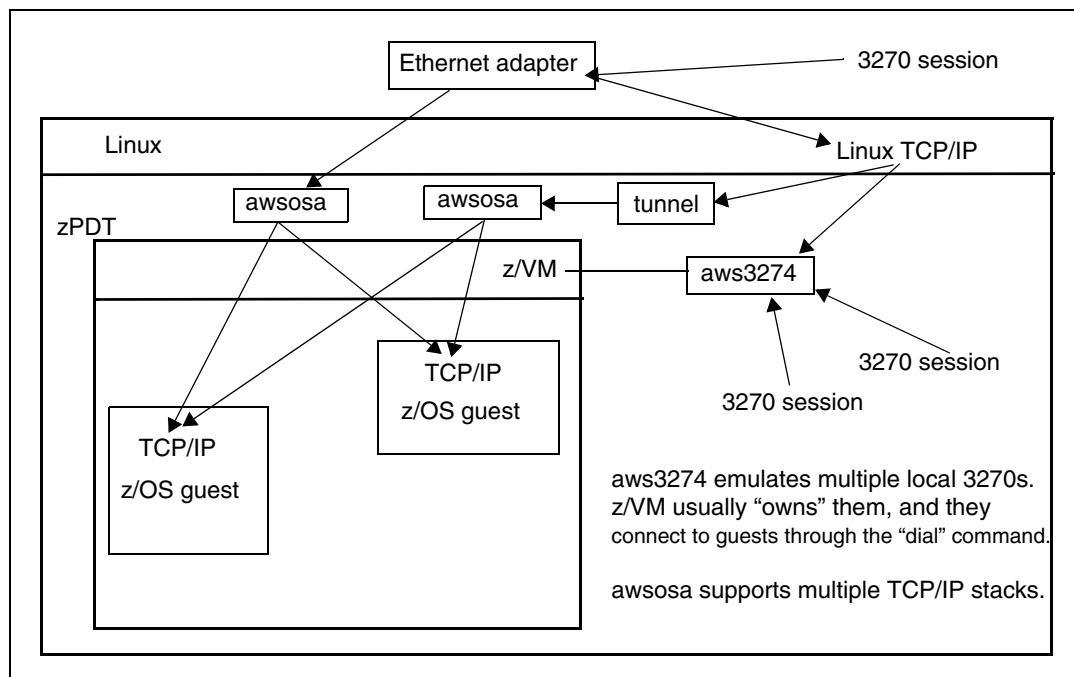 Ethernet adapter
3270 session
Linux
Linux TCP/IP
awsosa
awsosa
tunnel
zPDT
z/VM
aws3274
TCP/IP
z/OS guest
3270 session
3270 session
TCP/IP
z/OS guest
aws3274 emulates multiple local 3270s.
z/VM usually “owns” them, and they
connect to guests through the “dial” command.
awsosa supports multiple TCP/IP stacks.